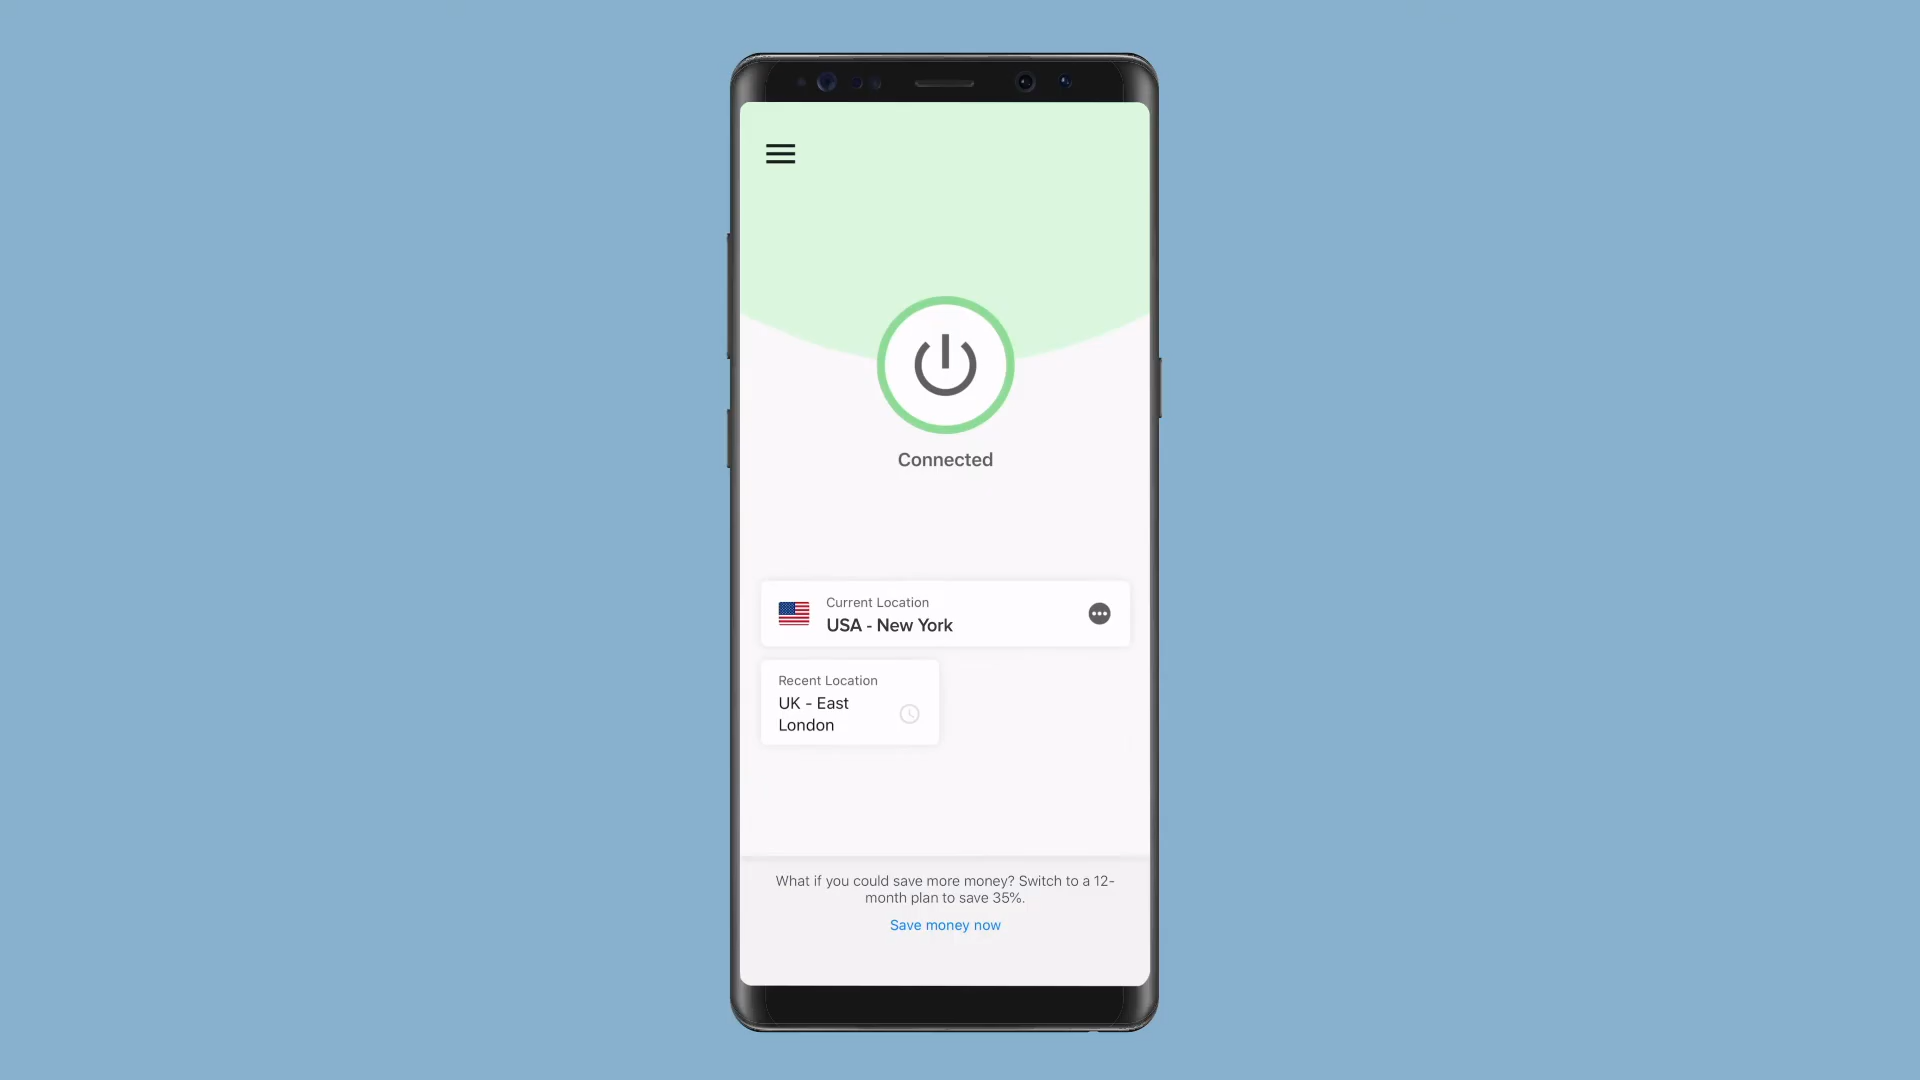 Connected
Current Location
USA - New York
Recent Location
UK - East
London
What if you could save more money? Switch to a 12-
month plan to save 35%.
Save money now